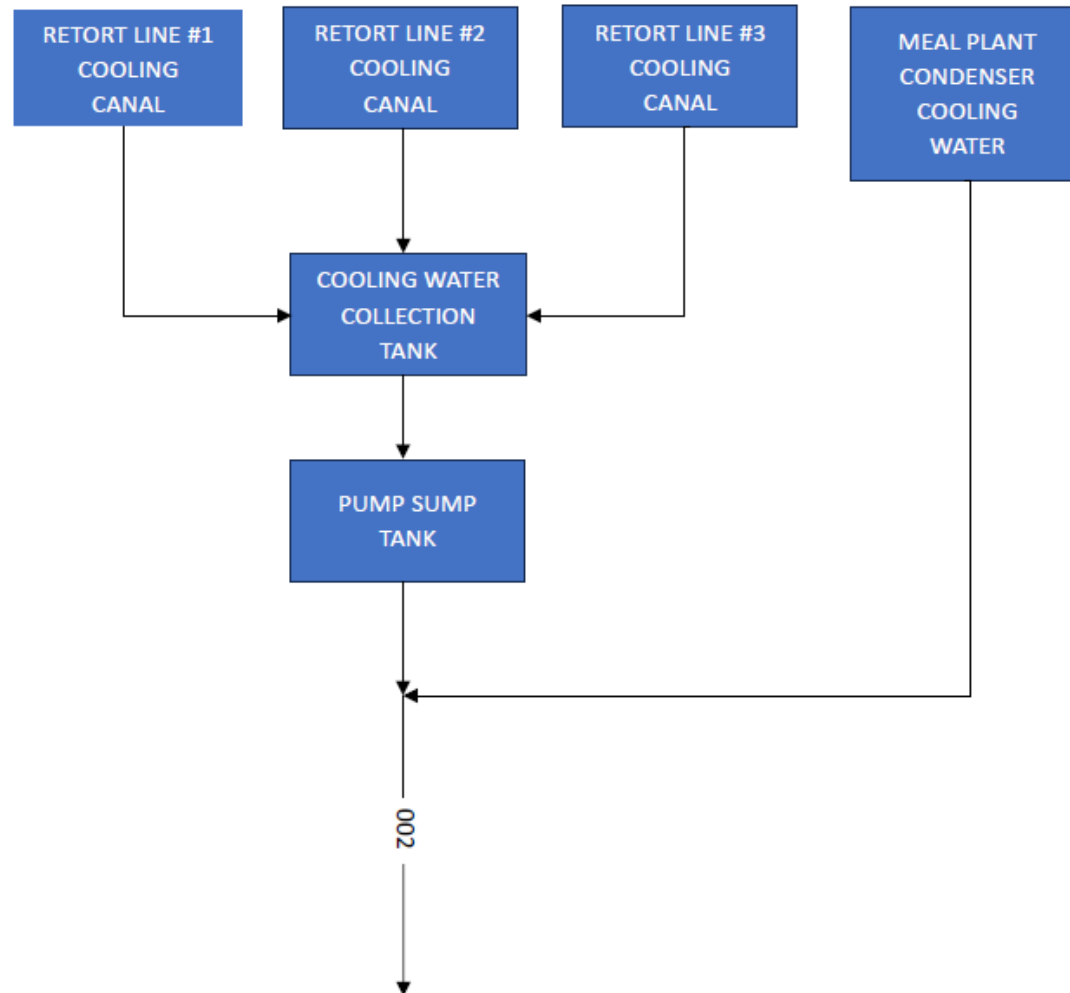 RETORT LINE #1
COOLING
CANAL
RETORT LINE #2
COOLING
CANAL
RETORT LINE #3
COOLING
CANAL
MEAL PLANT
CONDENSER
COOLING
WATER
COOLING WATER
COLLECTION
TANK
PUMP SUMP
TANK
002